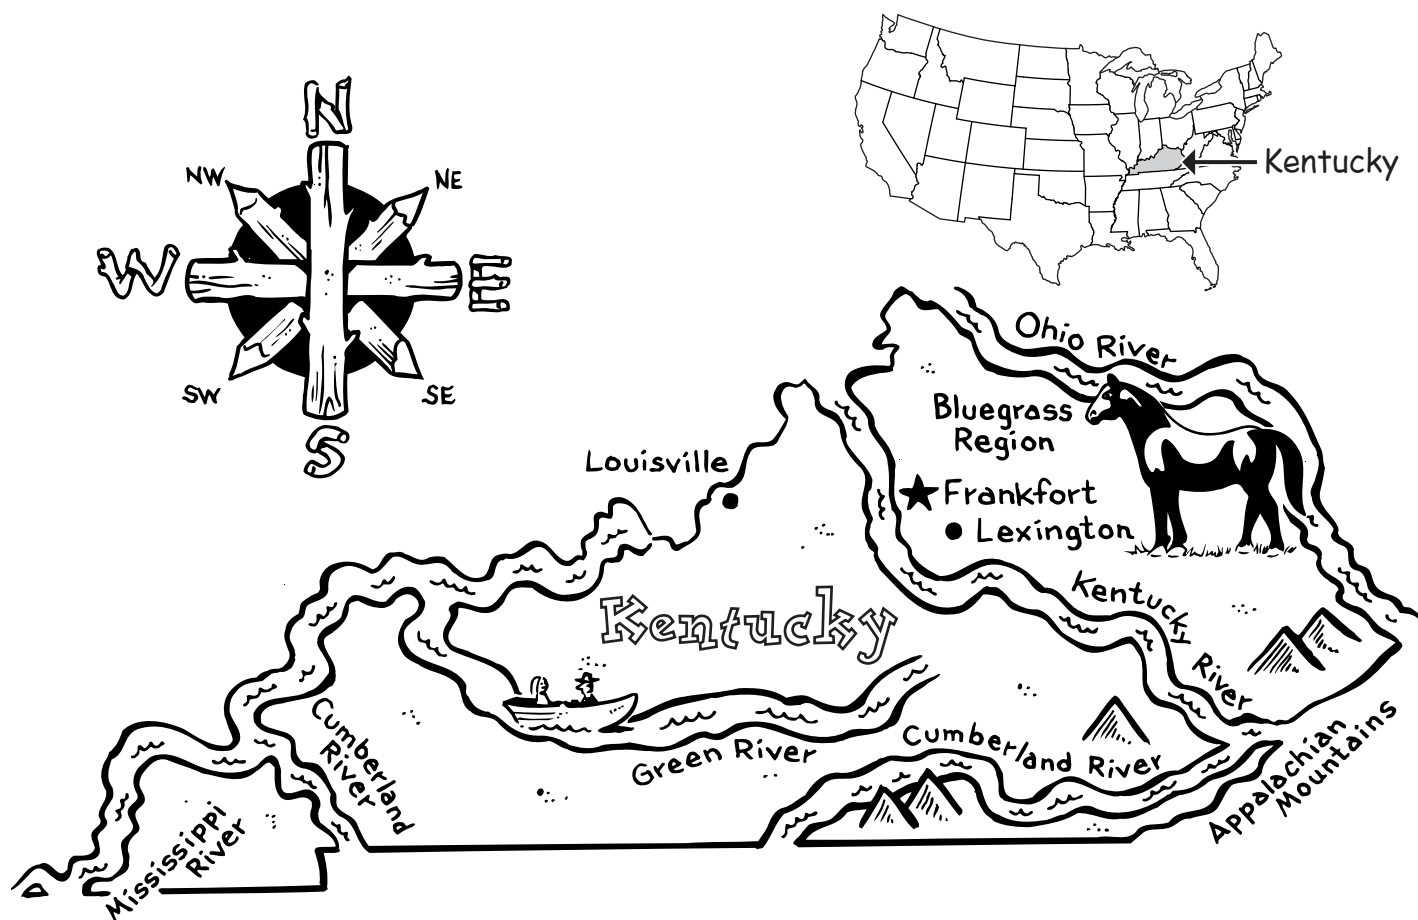 N
NW
NE
W
E
SW
SE
S
Kentucky
Ohio River
Bluegrass
Region
Louisville
Frankfort
Lexington
Kentucky
Kentucky River
Cumberland
River
Green River
Cumberland River
Appalachian
Mountains
Mississippi
River